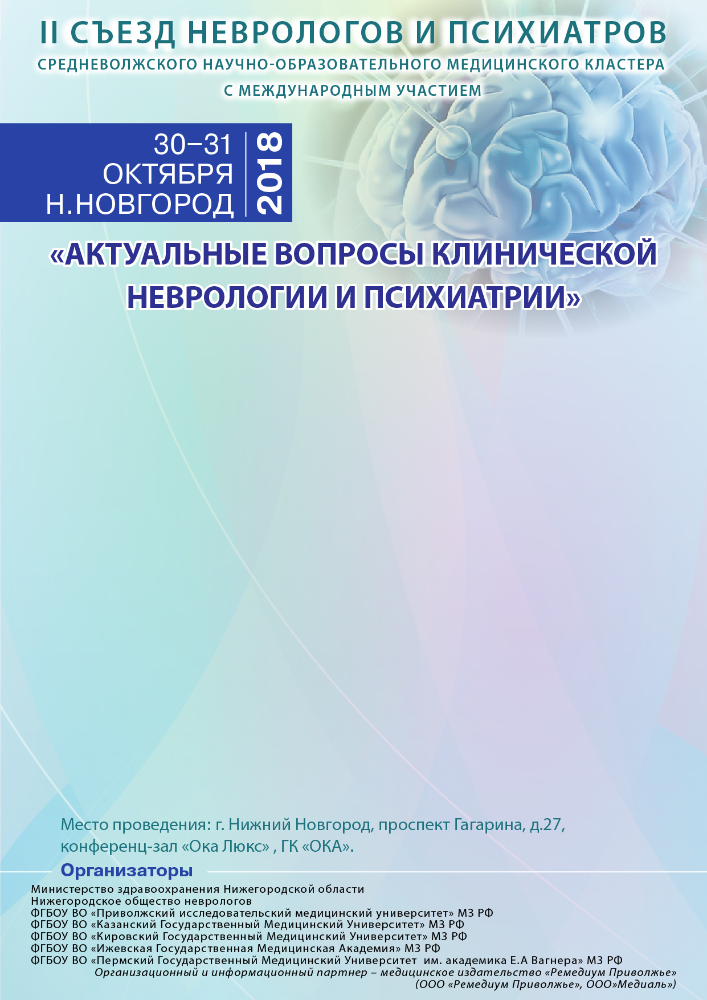 II СЪЕЗД НЕВРОЛОГОВ И ПСИХИАТРОВ
СРЕДНЕВОЛЖСКОГО НАУЧНО-ОБРАЗОВАТЕЛЬНОГО МЕДИЦИНСКОГО КЛАСТЕРА
С МЕЖДУНАРОДНЫМ УЧАСТИЕМ
30–31
ОКТЯБРЯ
Н.НОВГОРОД
2018
«АКТУАЛЬНЫЕ ВОПРОСЫ КЛИНИЧЕСКОЙ
НЕВРОЛОГИИ И ПСИХИАТРИИ»
Место проведения: г. Нижний Новгород, проспект Гагарина, д.27,
конференц-зал «Ока Люкс» , ГК «ОКА».
Организаторы
Министерство здравоохранения Нижегородской области
Нижегородское общество неврологов
ФГБОУ ВО «Приволжский исследовательский медицинский университет» МЗ РФ
ФГБОУ ВО «Казанский Государственный Медицинский Университет» МЗ РФ
ФГБОУ ВО «Кировский Государственный Медицинский Университет» МЗ РФ
ФГБОУ ВО «Ижевская Государственная Медицинская Академия» МЗ РФ
ФГБОУ ВО «Пермский Государственный Медицинский Университет им. академика Е.А Вагнера» МЗ РФ
Организационный и информационный партнер – медицинское издательство «Ремедиум Приволжье»
(ООО «Ремедиум Приволжье», ООО»Медиаль»)